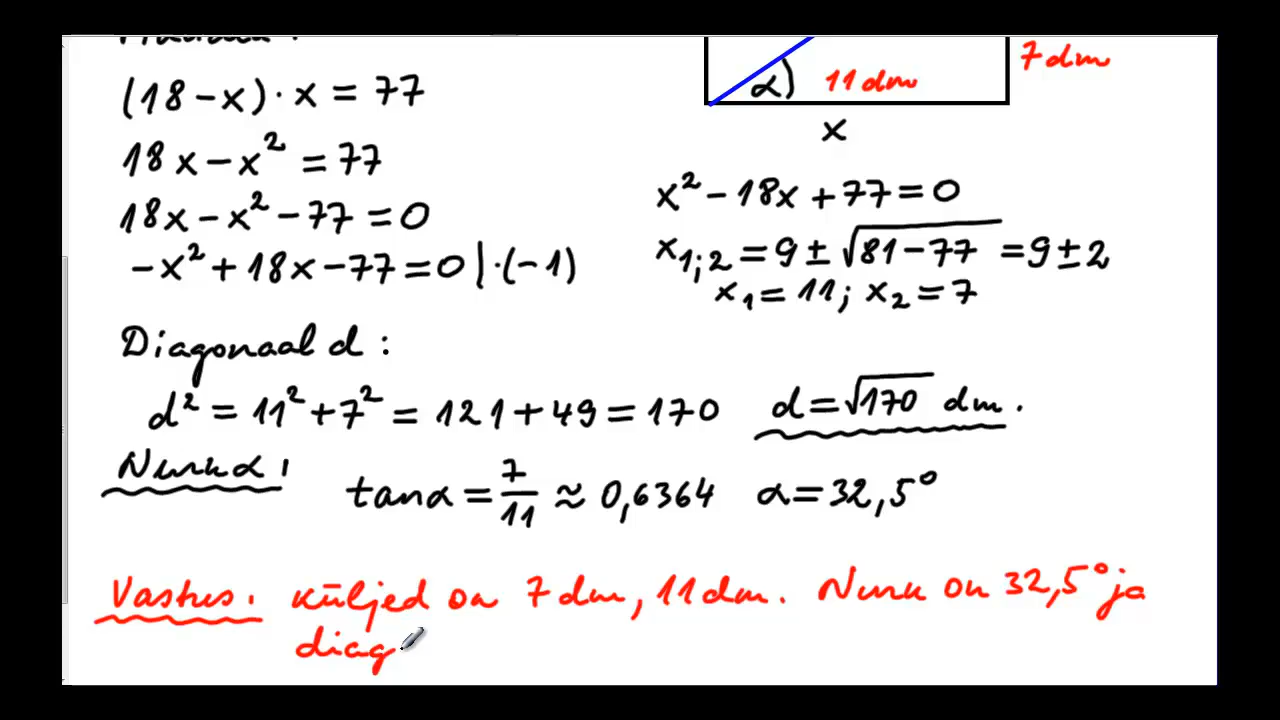 7 dm
α) 11 dm
x
(18-x)·x=77
18x-x²=77
18x-x²-77=0
-x²+18x-77=0|·(-1)
x²-18x+77=0
x₁;₂=9±√81-77=9±2
x₁=11; x₂=7
Diagonaal d:
d²=11²+7²=121+49=170
d=√170 dm.
Nurk α:
tanα=7/11≈0,6364 α=32,5°
Vastus. Küljed on 7 dm, 11 dm. Nurk on 32,5° ja
diag